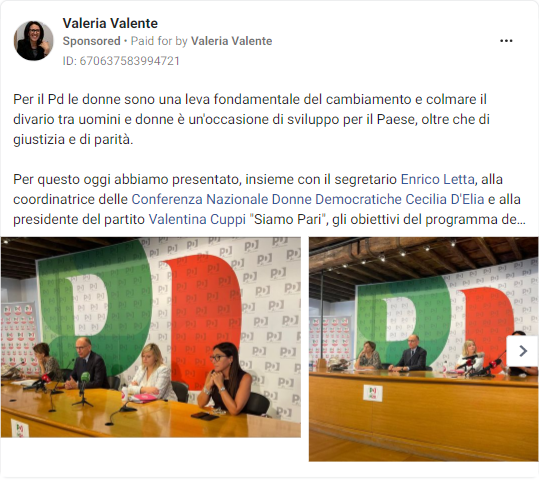 Valeria Valente
Sponsored • Paid for by Valeria Valente
ID: 670637583994721
Per il Pd le donne sono una leva fondamentale del cambiamento e colmare il
divario tra uomini e donne è un'occasione di sviluppo per il Paese, oltre che di
giustizia e di parità.
Per questo oggi abbiamo presentato, insieme con il segretario Enrico Letta, alla
coordinatrice delle Conferenza Nazionale Donne Democratiche Cecilia D'Elia e alla
presidente del partito Valentina Cuppi "Siamo Pari", gli obiettivi del programma de...
PD
PD